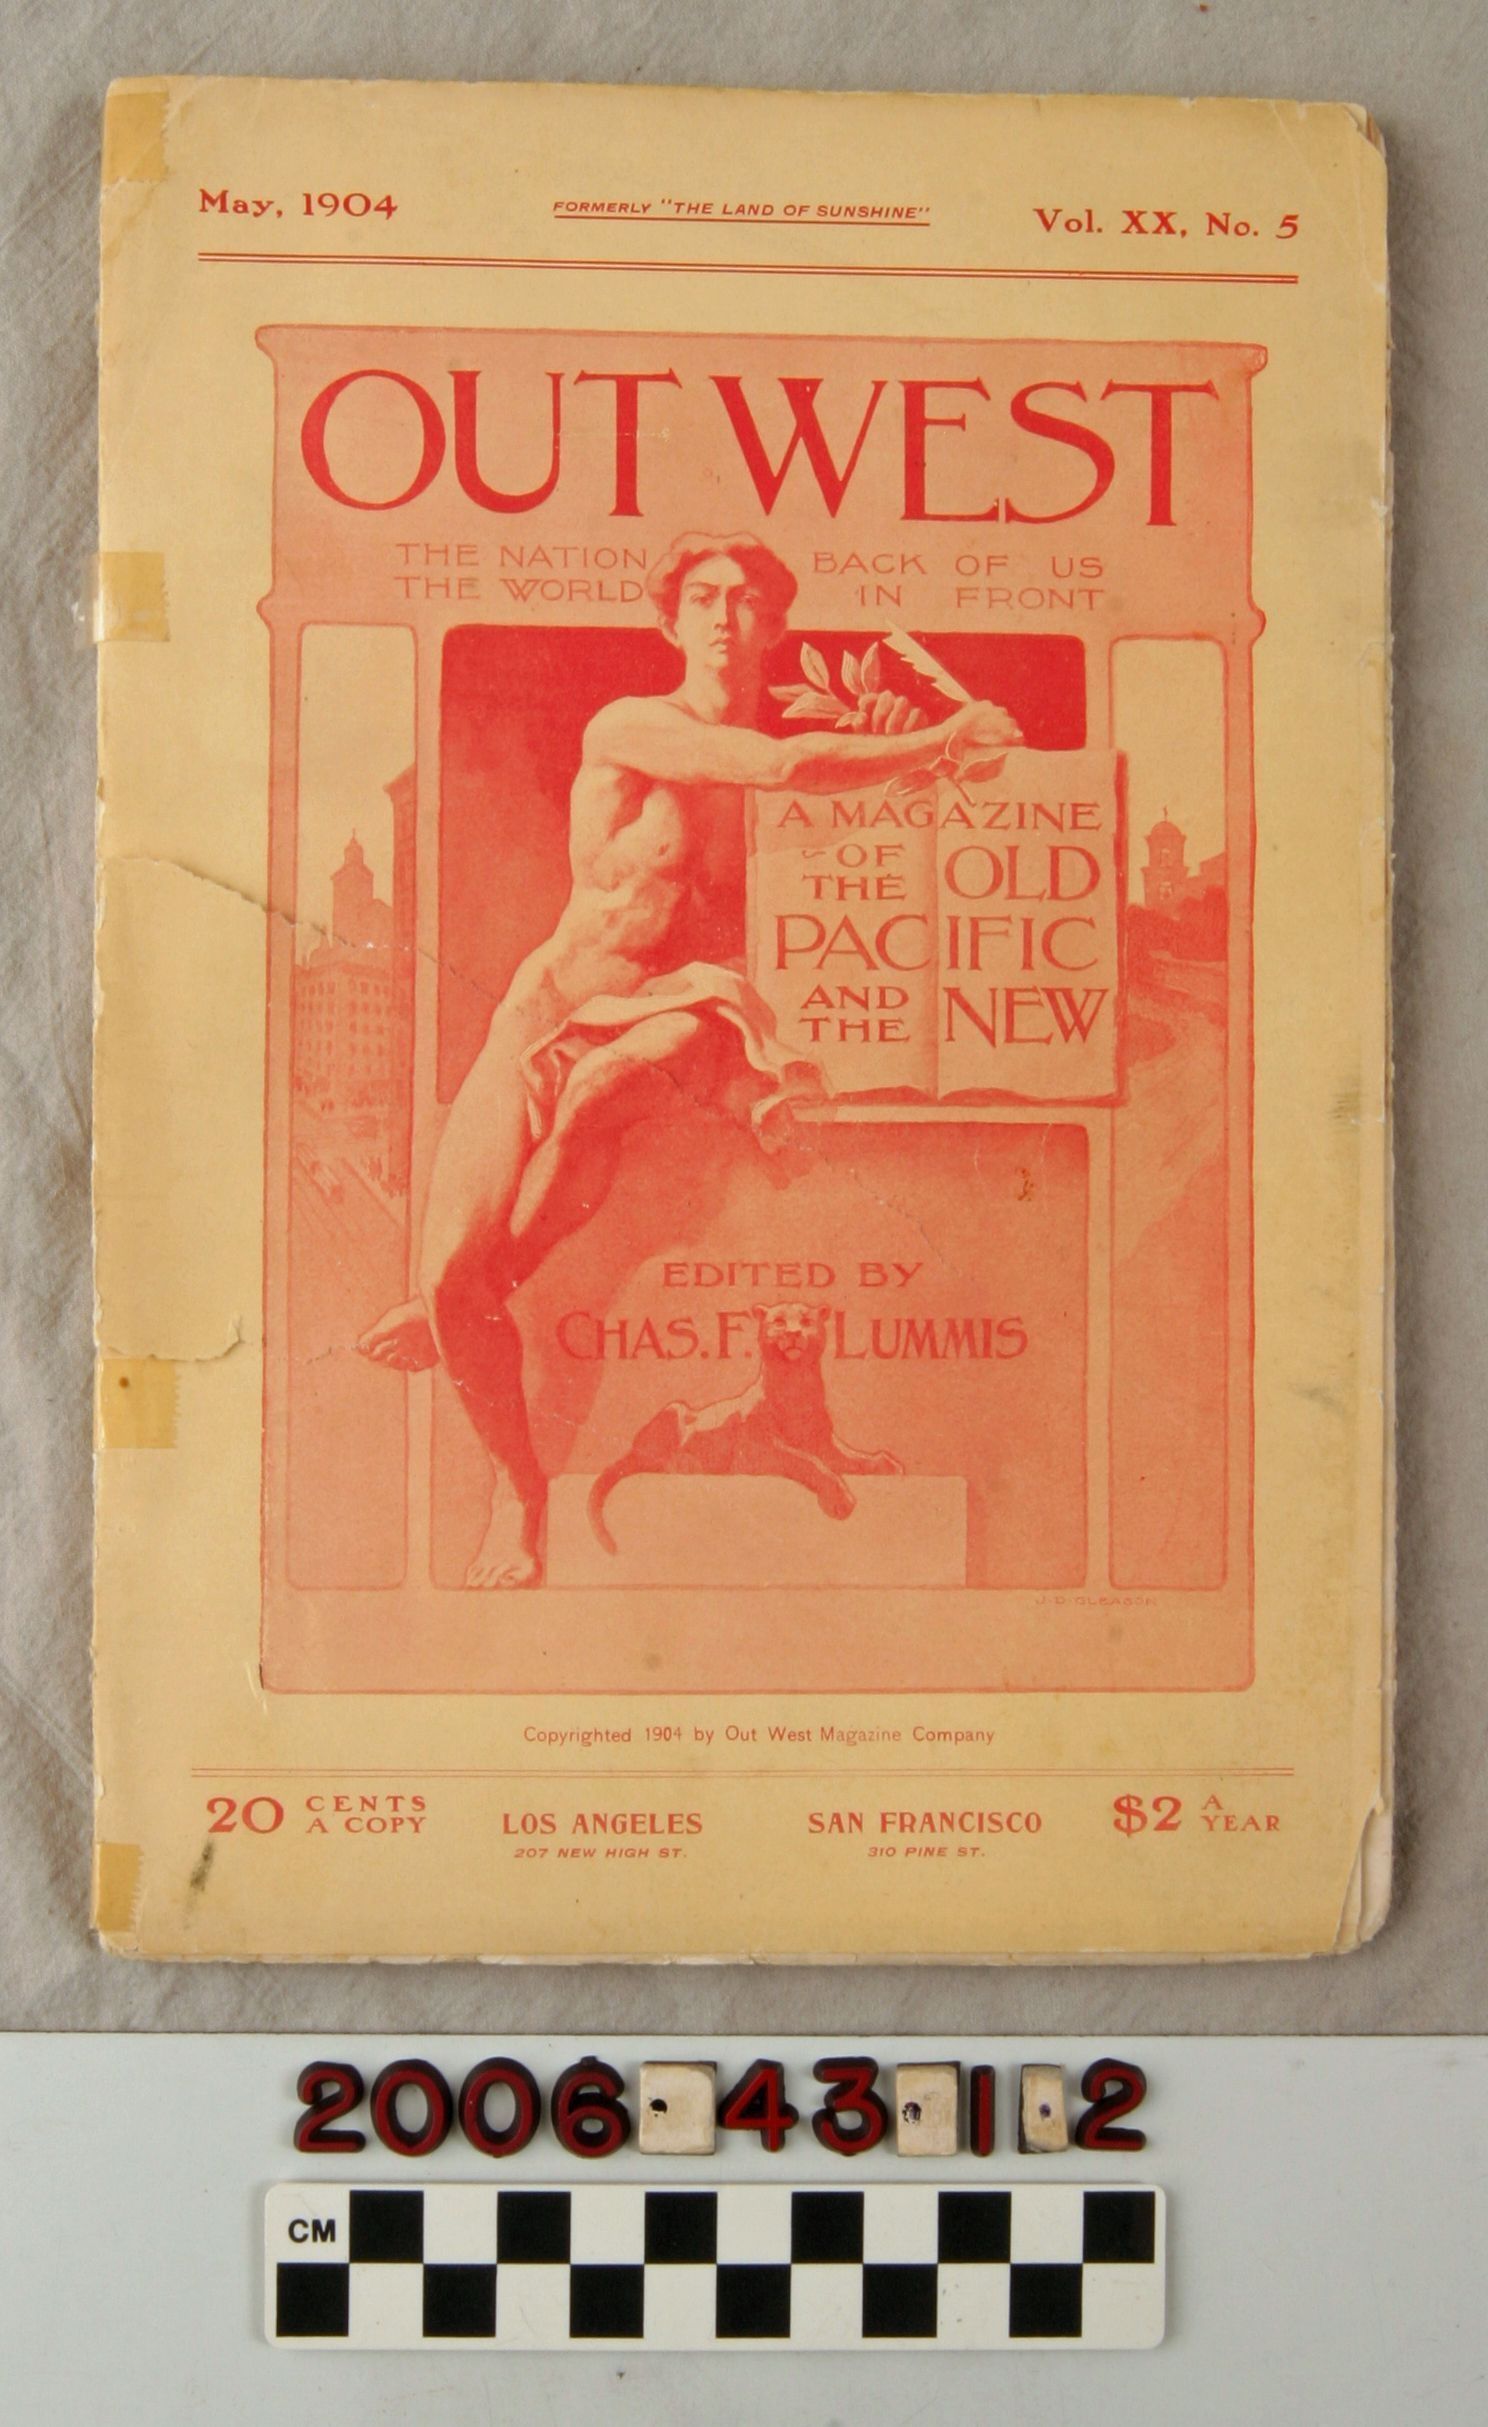 May, 1904
FORMERLY "THE LAND OF SUNSHINE"
Vol. XX, No. 5
OUT WEST
THE NATION BACK OF US
THE WORLD IN FRONT
A MAGAZINE
OF
THE OLD
PACIFIC
AND
THE NEW
EDITED BY
CHAS. F. LUMMIS
J. D. GLEASON
Copyrighted 1904 by Out West Magazine Company
20 CENTS A COPY
LOS ANGELES
207 NEW HIGH ST.
SAN FRANCISCO
310 PINE ST.
$2 A YEAR
2006.43.1.2
CM